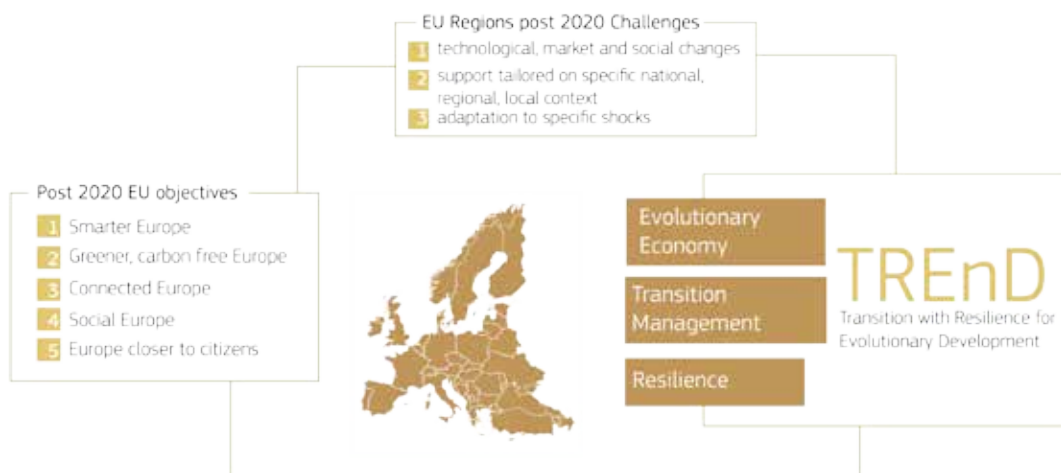 EU Regions post 2020 Challenges
1 technological, market and social changes
2 support tailored on specific national,
regional, local context
3 adaptation to specific shocks
Post 2020 EU objectives
1 Smarter Europe
2 Greener, carbon free Europe
3 Connected Europe
4 Social Europe
5 Europe closer to citizens
Evolutionary
Economy
Transition
Management
Resilience
TREnD
Transition with Resilience for
Evolutionary Development